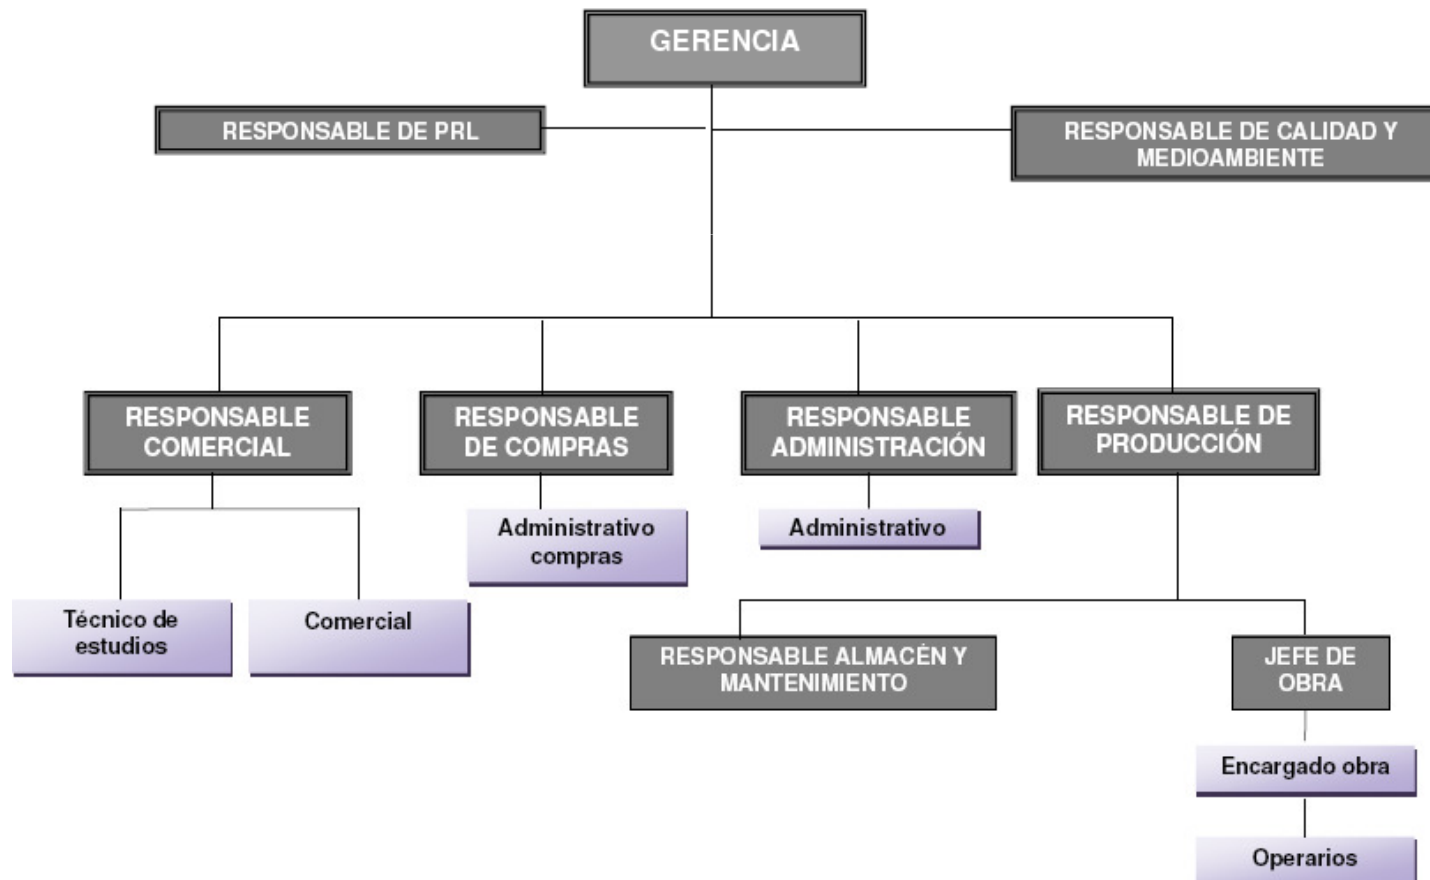 GERENCIA
RESPONSABLE DE PRL
RESPONSABLE DE CALIDAD Y
MEDIOAMBIENTE
RESPONSABLE
COMERCIAL
RESPONSABLE
DE COMPRAS
RESPONSABLE
ADMINISTRACIÓN
RESPONSABLE DE
PRODUCCIÓN
Administrativo
compras
Administrativo
Técnico de
estudios
Comercial
RESPONSABLE ALMACÉN Y
MANTENIMIENTO
JEFE DE
OBRA
Encargado obra
Operarios